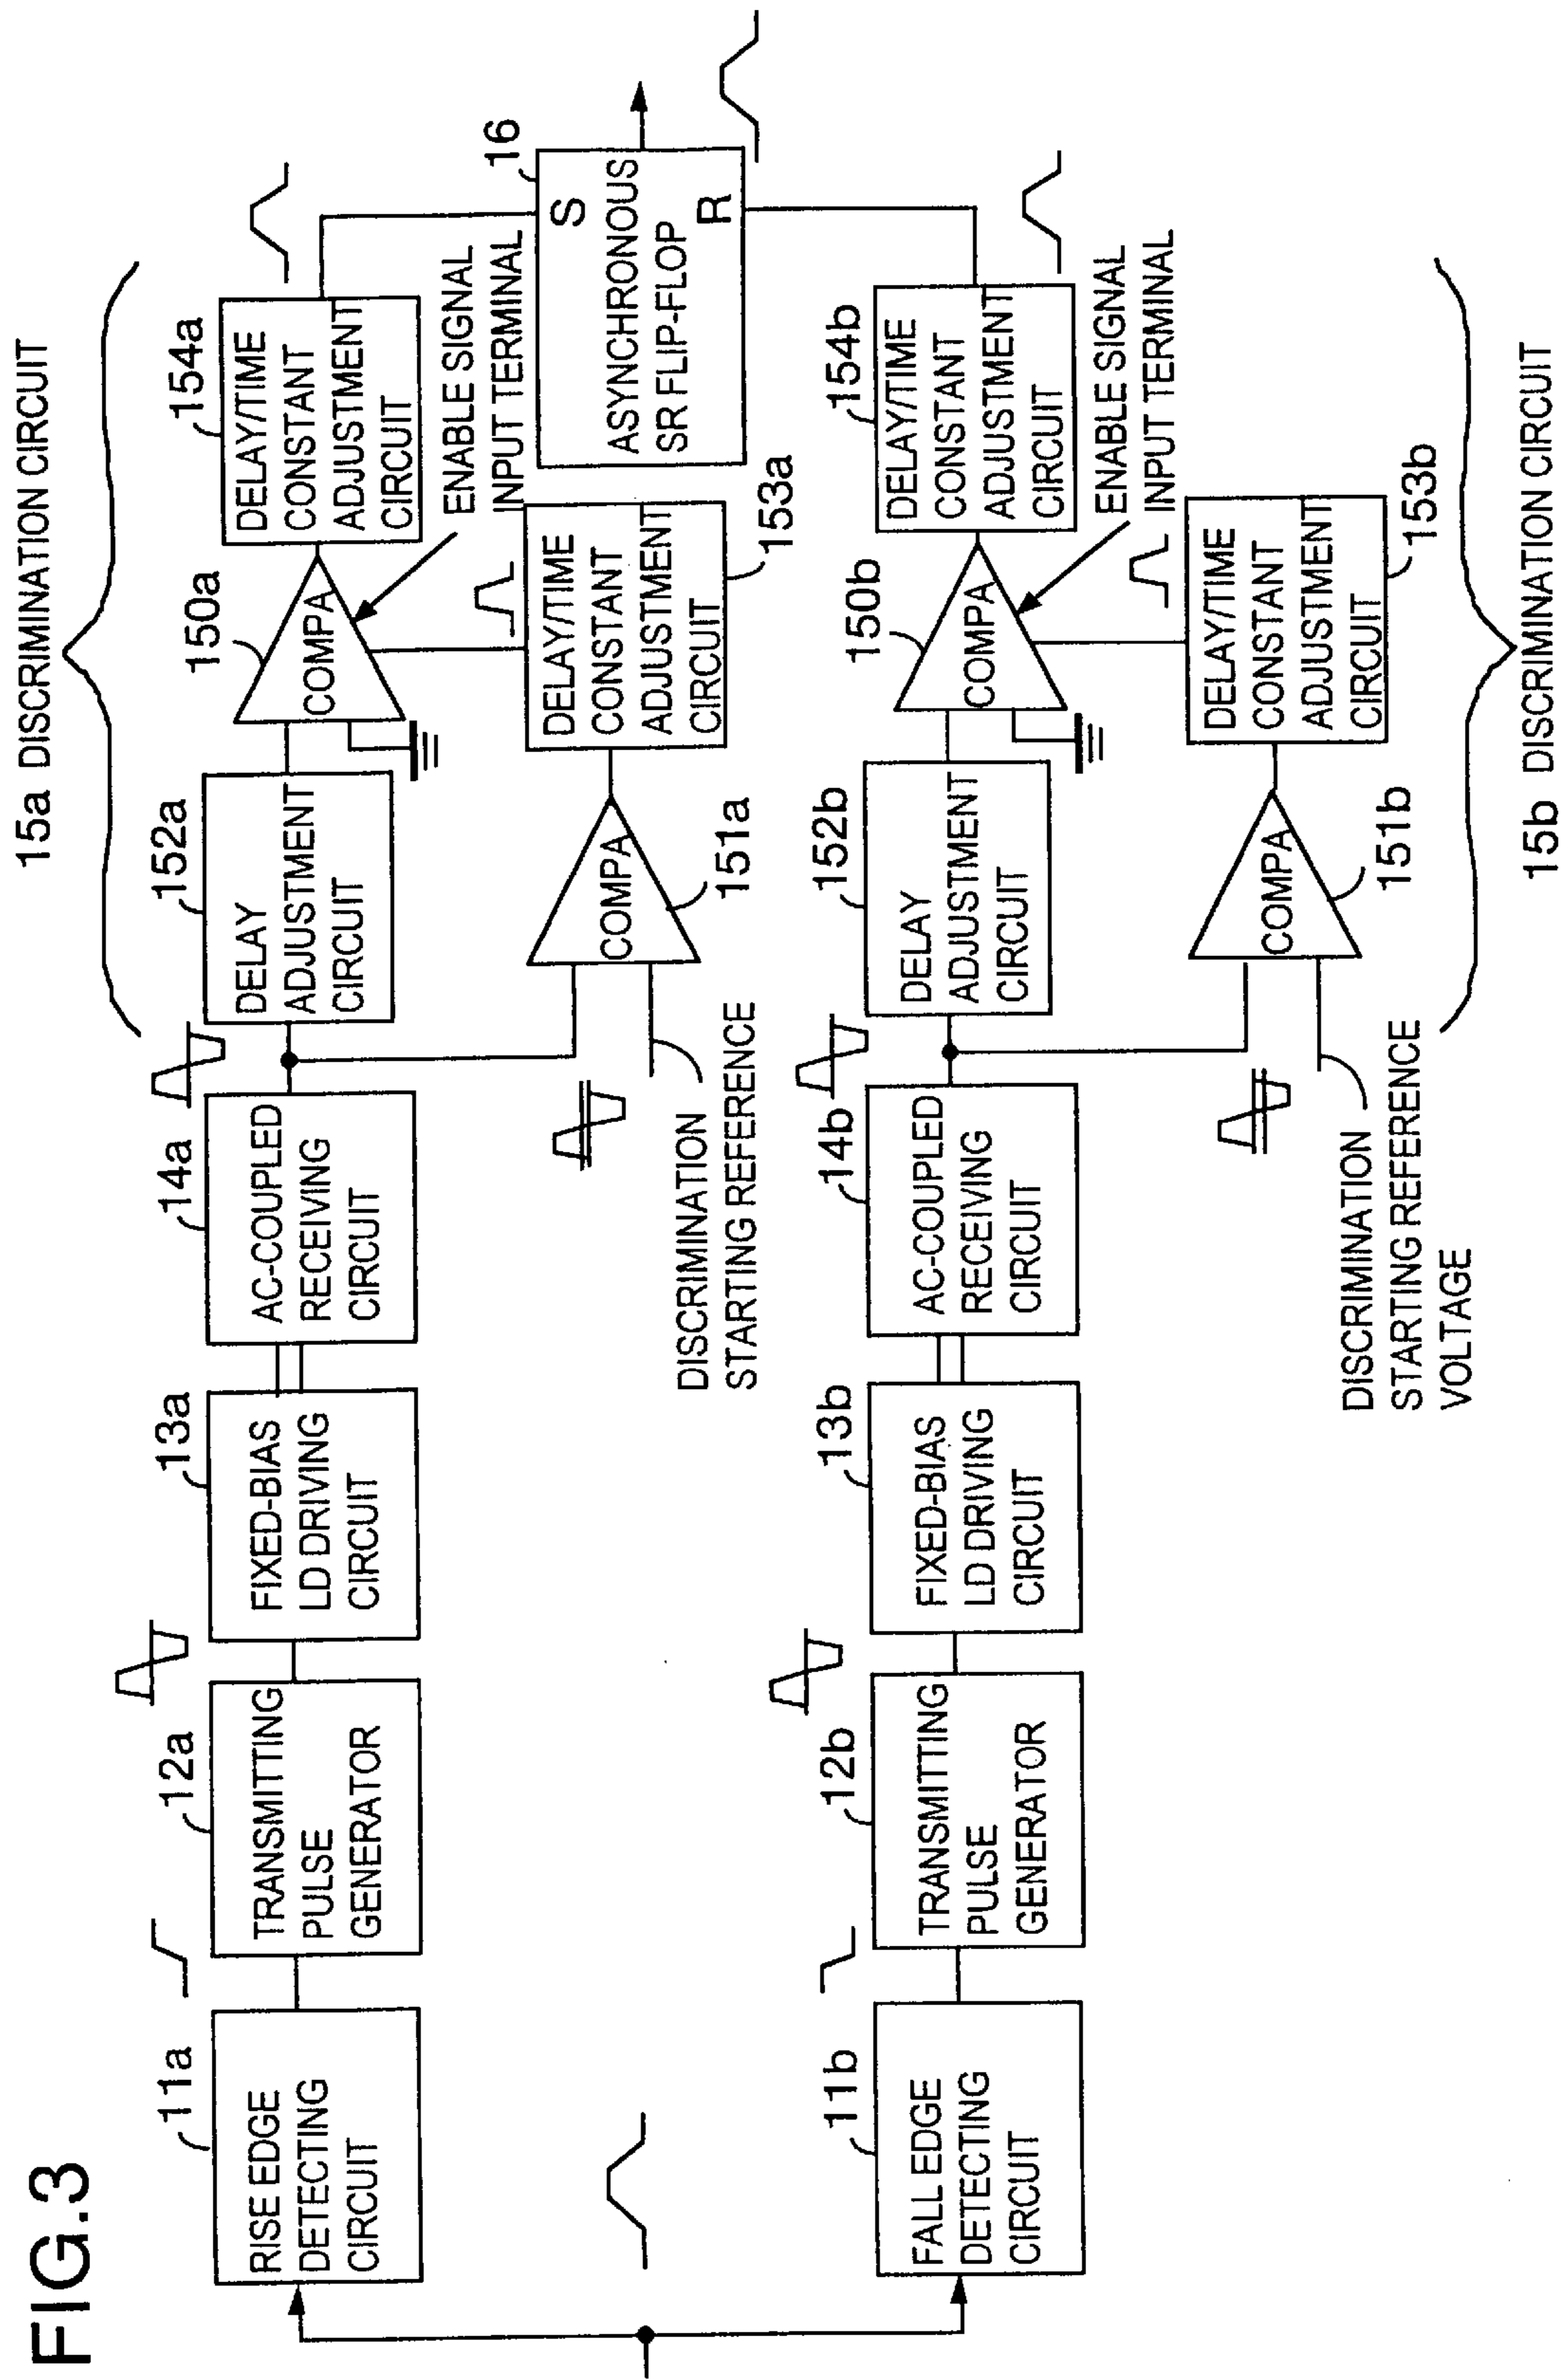 FIG.3
11a
RISE EDGE
DETECTING
CIRCUIT
12a
TRANSMITTING
PULSE
GENERATOR
13a
FIXED-BIAS
LD DRIVING
CIRCUIT
14a
AC-COUPLED
RECEIVING
CIRCUIT
15a DISCRIMINATION CIRCUIT
152a
DELAY
ADJUSTMENT
CIRCUIT
150a
COMPA
154a
DELAY/TIME
CONSTANT
ADJUSTMENT
CIRCUIT
ENABLE SIGNAL
INPUT TERMINAL
DISCRIMINATION
STARTING REFERENCE
COMPA
151a
DELAY/TIME
CONSTANT
ADJUSTMENT
CIRCUIT
153a
16
S
ASYNCHRONOUS
SR FLIP-FLOP
R
11b
FALL EDGE
DETECTING
CIRCUIT
12b
TRANSMITTING
PULSE
GENERATOR
13b
FIXED-BIAS
LD DRIVING
CIRCUIT
14b
AC-COUPLED
RECEIVING
CIRCUIT
152b
DELAY
ADJUSTMENT
CIRCUIT
150b
COMPA
154b
DELAY/TIME
CONSTANT
ADJUSTMENT
CIRCUIT
ENABLE SIGNAL
INPUT TERMINAL
DISCRIMINATION
STARTING REFERENCE
VOLTAGE
COMPA
151b
DELAY/TIME
CONSTANT
ADJUSTMENT
CIRCUIT
153b
15b DISCRIMINATION CIRCUIT